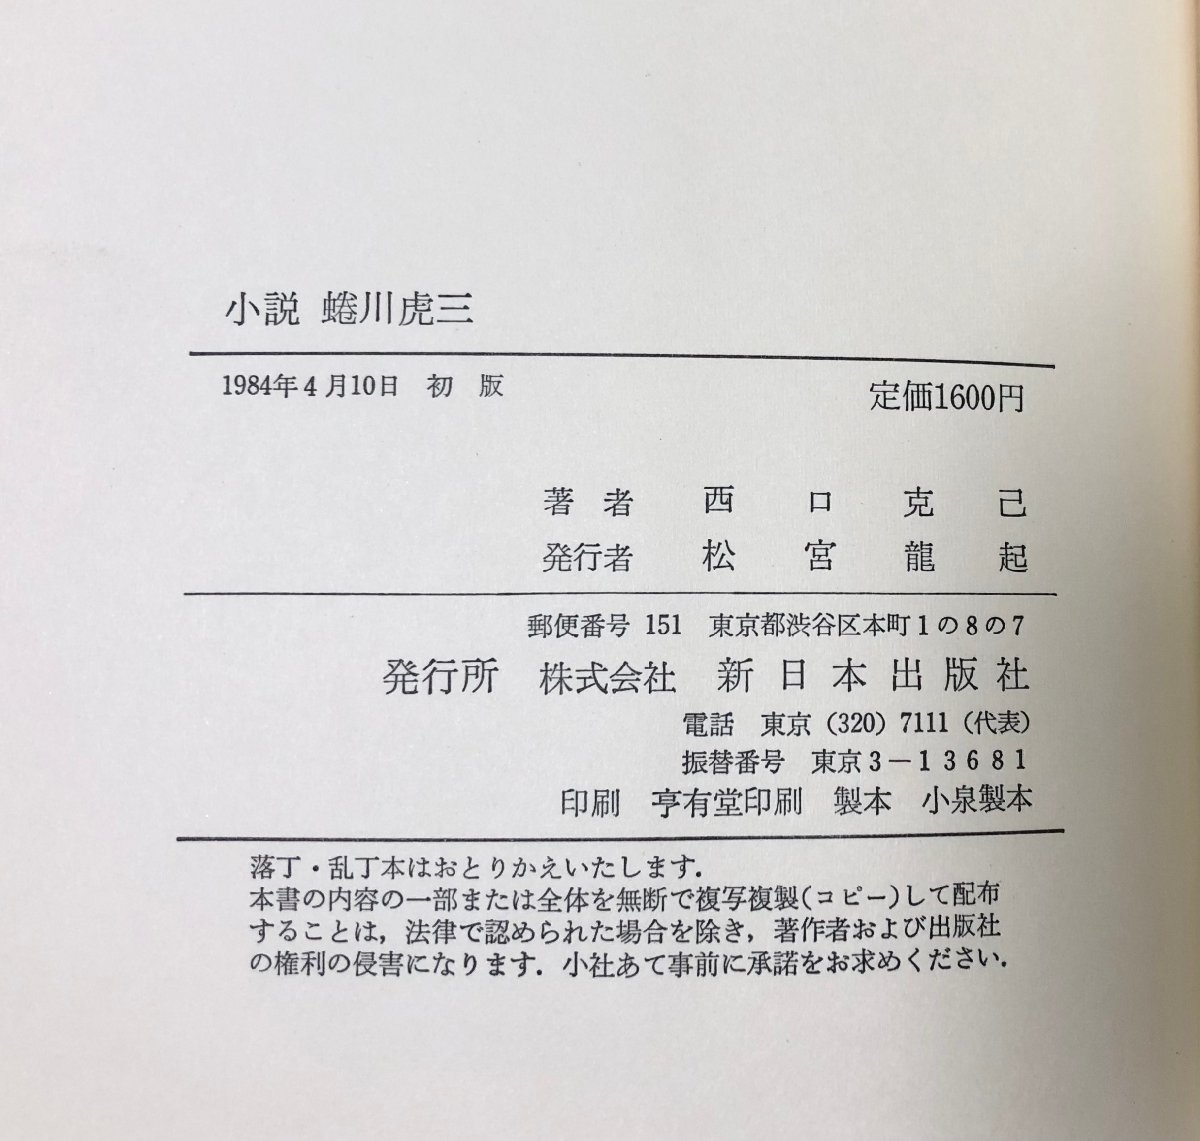 小説 蜷川虎三
1984年4月10日 初 版 定価1600円
著 者 西 口 克 己
発行者 松 宮 龍 起
郵便番号 151 東京都渋谷区本町1の8の7
発行所 株式会社 新日本出版社
電話 東京 (320) 7111 (代表)
振替番号 東京3-13681
印刷 亨有堂印刷 製本 小泉製本
落丁・乱丁本はおとりかえいたします.
本書の内容の一部または全体を無断で複写複製(コピー)して配布
することは, 法律で認められた場合を除き, 著作者および出版社
の権利の侵害になります. 小社あて事前に承諾をお求めください.